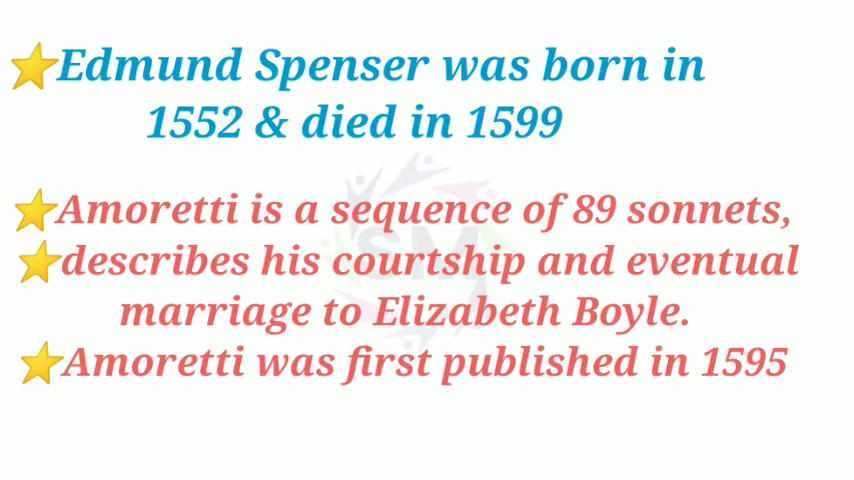 ⭐Edmund Spenser was born in
1552 & died in 1599
⭐Amoretti is a sequence of 89 sonnets,
⭐describes his courtship and eventual
marriage to Elizabeth Boyle.
⭐Amoretti was first published in 1595
SM